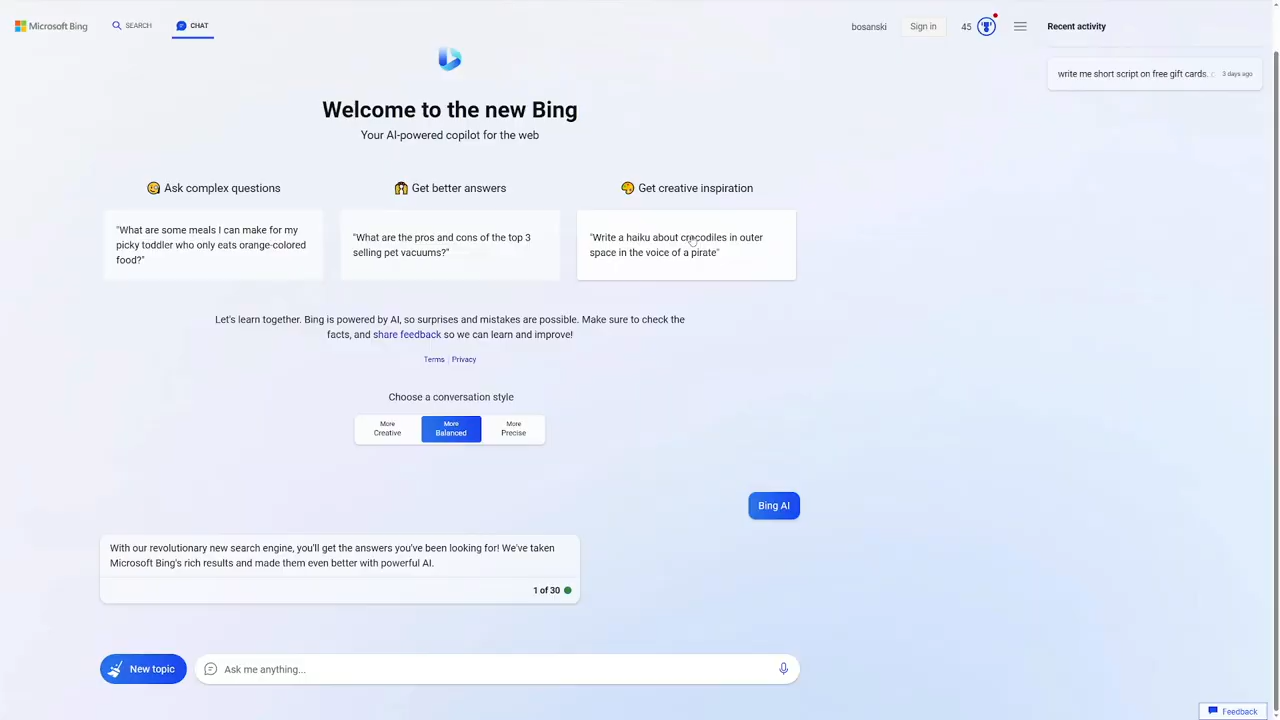 Microsoft Bing
SEARCH
CHAT
bosanski
Sign in
45
Recent activity
write me short script on free gift cards.
3 days ago
Welcome to the new Bing
Your AI-powered copilot for the web
Ask complex questions
Get better answers
Get creative inspiration
"What are some meals I can make for my
picky toddler who only eats orange-colored
food?"
"What are the pros and cons of the top 3
selling pet vacuums?"
"Write a haiku about crocodiles in outer
space in the voice of a pirate"
Let's learn together. Bing is powered by AI, so surprises and mistakes are possible. Make sure to check the
facts, and share feedback so we can learn and improve!
Terms | Privacy
Choose a conversation style
More
Creative
More
Balanced
More
Precise
Bing AI
With our revolutionary new search engine, you'll get the answers you've been looking for! We've taken
Microsoft Bing's rich results and made them even better with powerful AI.
1 of 30
New topic
Ask me anything...
Feedback